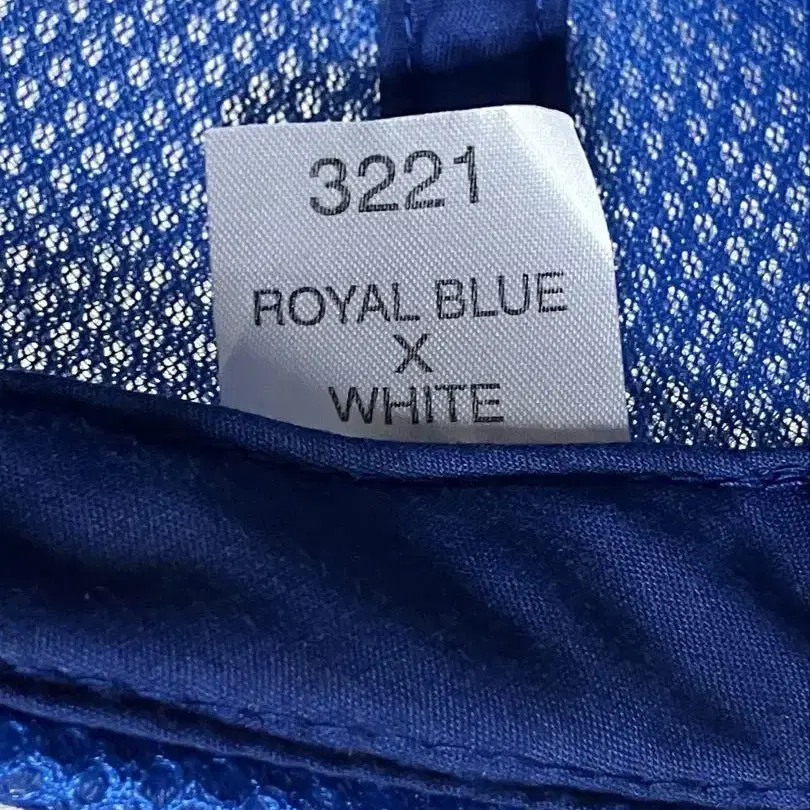 3221
ROYAL BLUE
X
WHITE